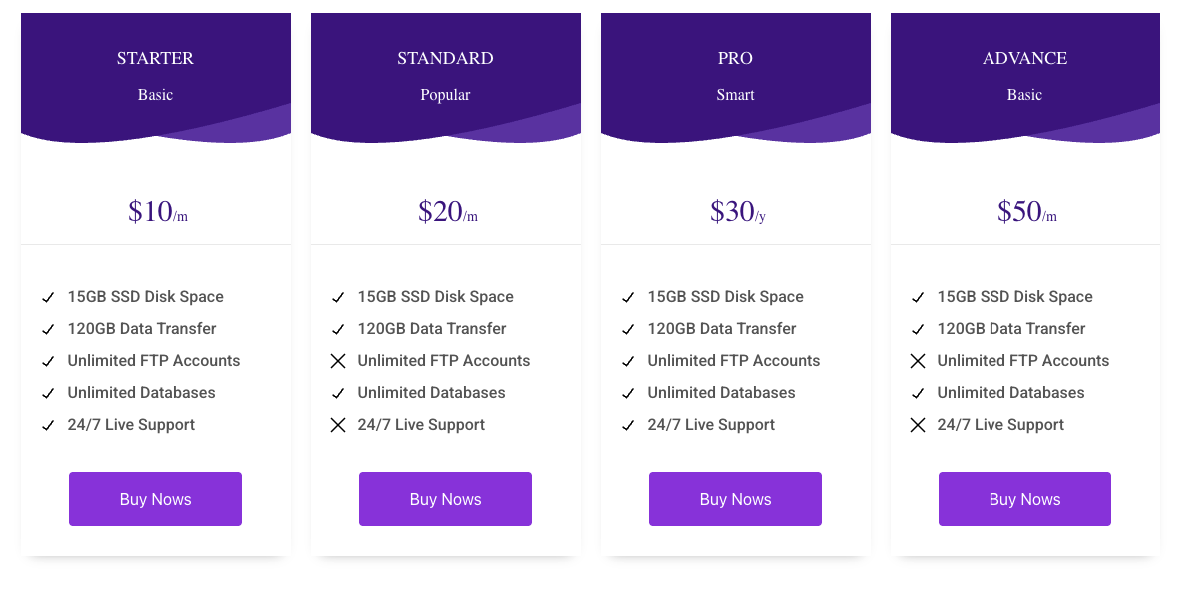 STARTER
Basic
$10/m
15GB SSD Disk Space
120GB Data Transfer
Unlimited FTP Accounts
Unlimited Databases
24/7 Live Support
Buy Nows
STANDARD
Popular
$20/m
15GB SSD Disk Space
120GB Data Transfer
Unlimited FTP Accounts
Unlimited Databases
24/7 Live Support
Buy Nows
PRO
Smart
$30/y
15GB SSD Disk Space
120GB Data Transfer
Unlimited FTP Accounts
Unlimited Databases
24/7 Live Support
Buy Nows
ADVANCE
Basic
$50/m
15GB SSD Disk Space
120GB Data Transfer
Unlimited FTP Accounts
Unlimited Databases
24/7 Live Support
Buy Nows